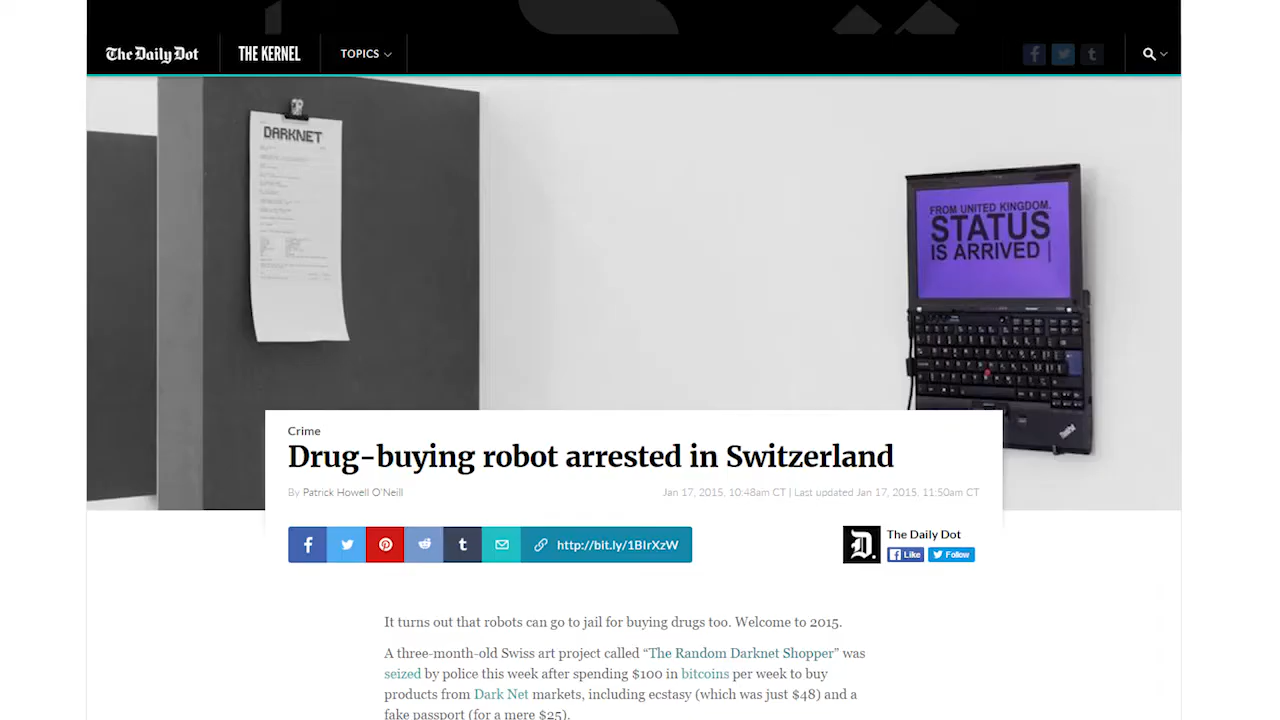 The Daily Dot
THE KERNEL
TOPICS
DARKNET
FROM UNITED KINGDOM.
STATUS
IS ARRIVED
ThinkPad
Crime
Drug-buying robot arrested in Switzerland
By Patrick Howell O'Neill
Jan 17, 2015, 10:48am CT | Last updated Jan 17, 2015, 11:50am CT
http://bit.ly/1BIrXzW
The Daily Dot
Like
Follow
It turns out that robots can go to jail for buying drugs too. Welcome to 2015.
A three-month-old Swiss art project called “The Random Darknet Shopper” was
seized by police this week after spending $100 in bitcoins per week to buy
products from Dark Net markets, including ecstasy (which was just $48) and a
fake passport (for a mere $25).